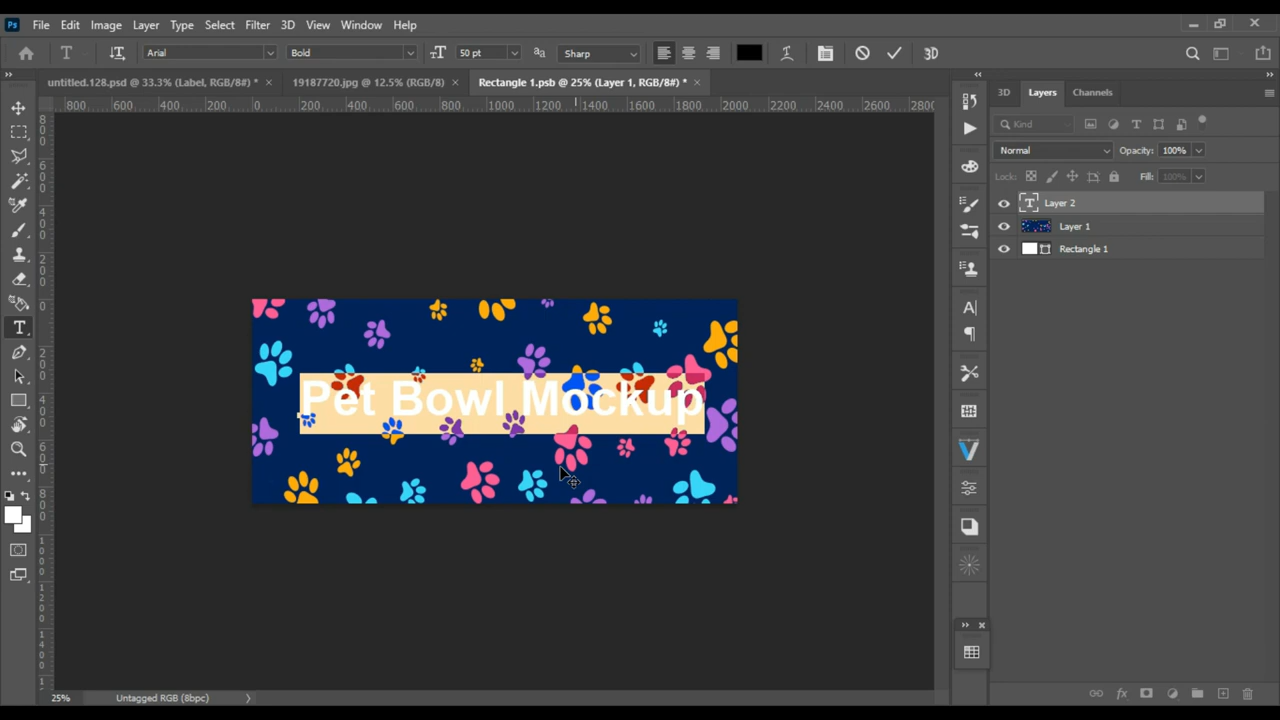 Ps File Edit Image Layer Type Select Filter 3D View Window Help
T Arial Bold 50 pt Sharp 3D
untitled.128.psd @ 33.3% (Label, RGB/8#) * × 19187720.jpg @ 12.5% (RGB/8) × Rectangle 1.psb @ 25% (Layer 1, RGB/8#) * ×
800 600 400 200 0 200 400 600 800 1000 1200 1400 1600 1800 2000 2200 2400 2600 2800
3D Layers Channels
Kind
Normal Opacity: 100%
Lock: Fill: 100%
T Layer 2
Layer 1
Rectangle 1
Pet Bowl Mockup
25% Untagged RGB (8bpc)